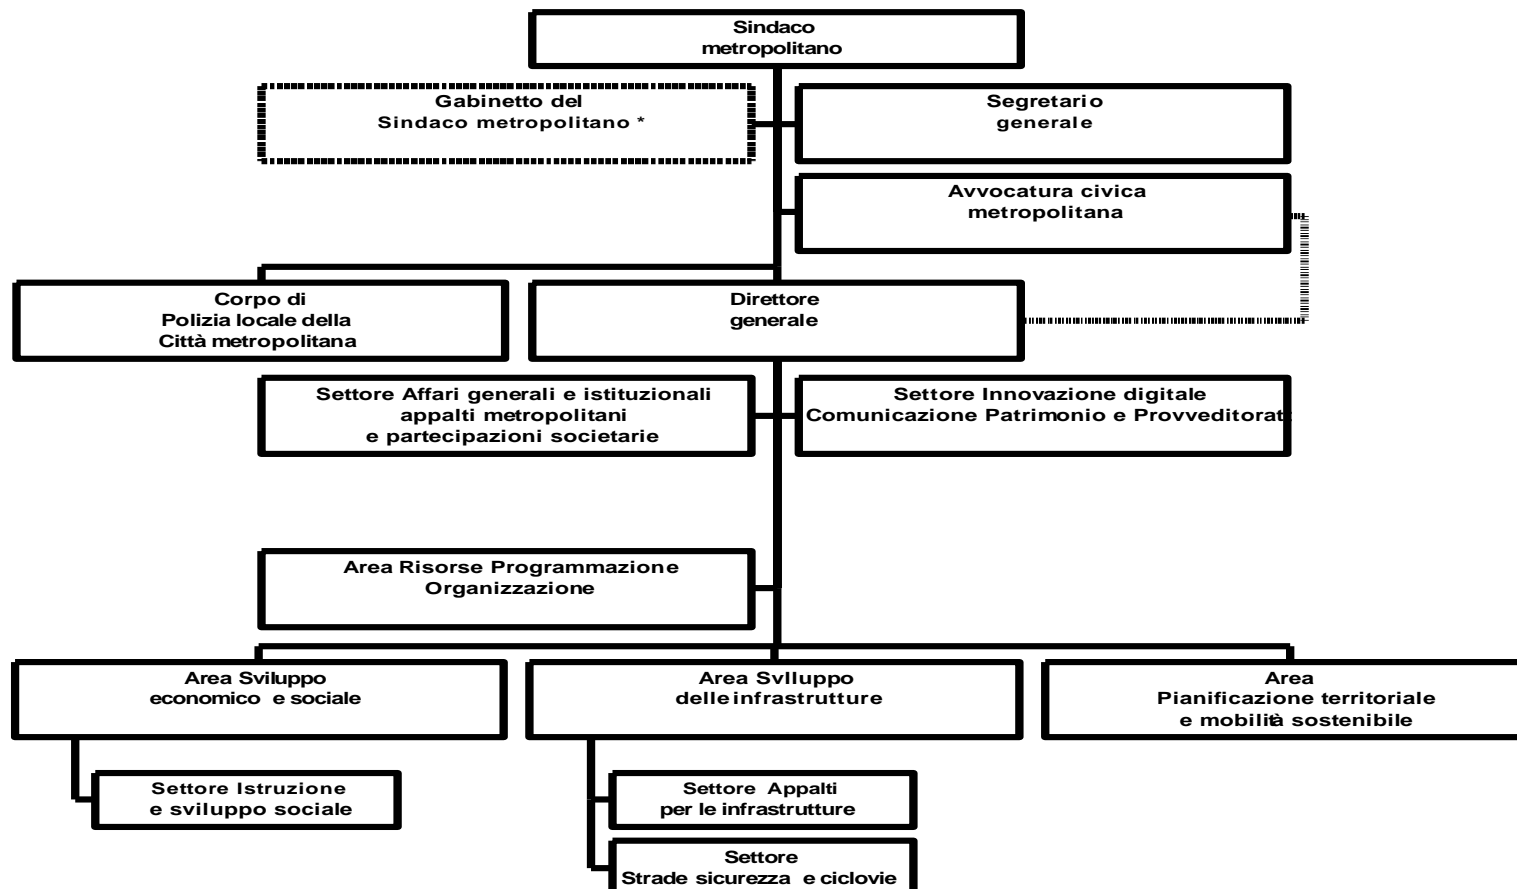 Sindaco
metropolitano
Gabinetto del
Sindaco metropolitano *
Segretario
generale
Avvocatura civica
metropolitana
Corpo di
Polizia locale della
Città metropolitana
Direttore
generale
Settore Affari generali e istituzionali
appalti metropolitani
e partecipazioni societarie
Settore Innovazione digitale
Comunicazione Patrimonio e Provveditorat
Area Risorse Programmazione
Organizzazione
Area Sviluppo
economico e sociale
Area Svlluppo
delle infrastrutture
Area
Pianificazione territoriale
e mobilità sostenibile
Settore Istruzione
e sviluppo sociale
Settore Appalti
per le infrastrutture
Settore
Strade sicurezza e ciclovie